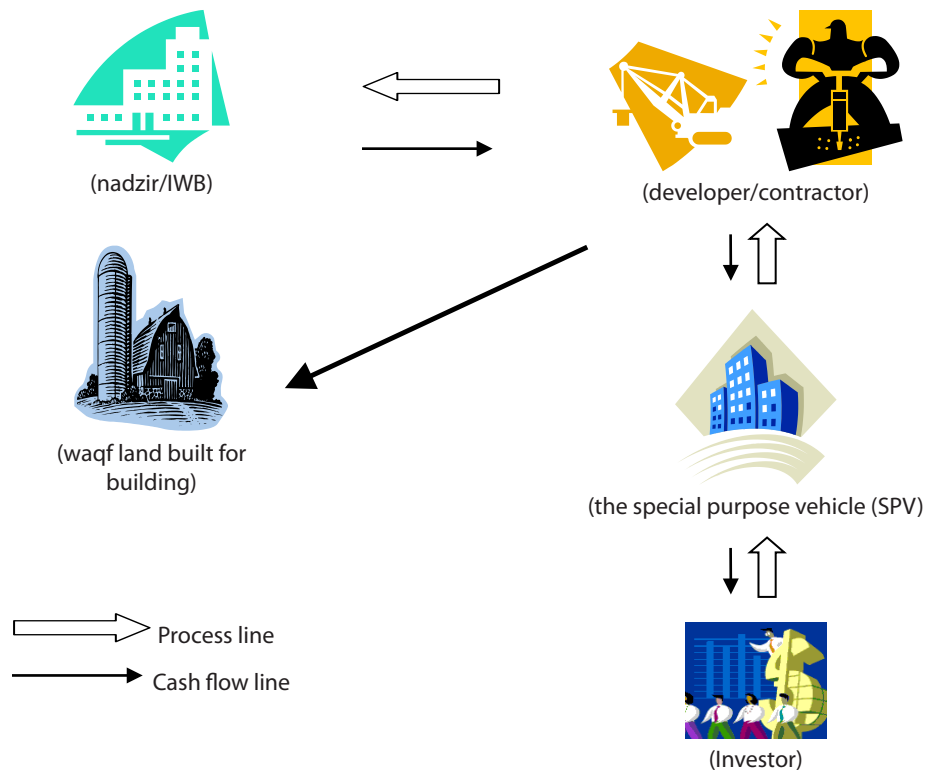 (nadzir/IWB)
(developer/contractor)
(waqf land built for
building)
(the special purpose vehicle (SPV)
Process line
Cash flow line
(Investor)